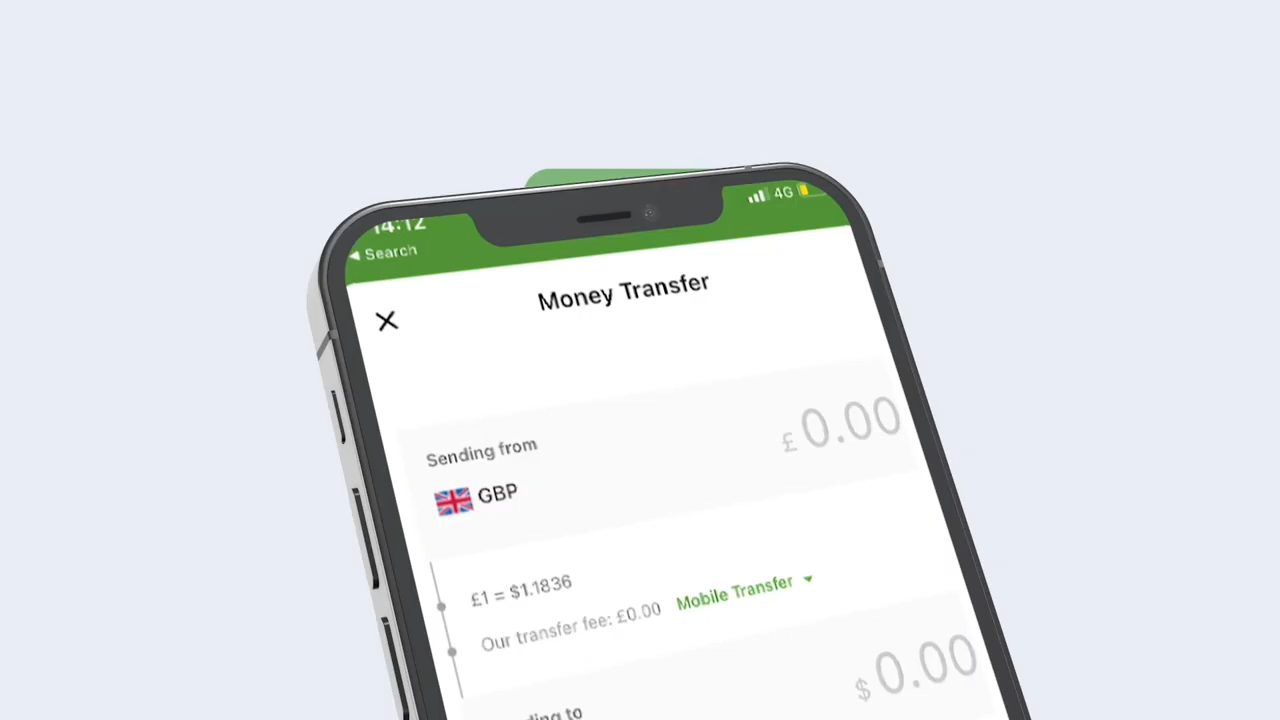 14:12
4G
◀ Search
Money Transfer
Sending from
£ 0.00
GBP
£1 = $1.1836
Our transfer fee: £0.00 Mobile Transfer
$ 0.00
to